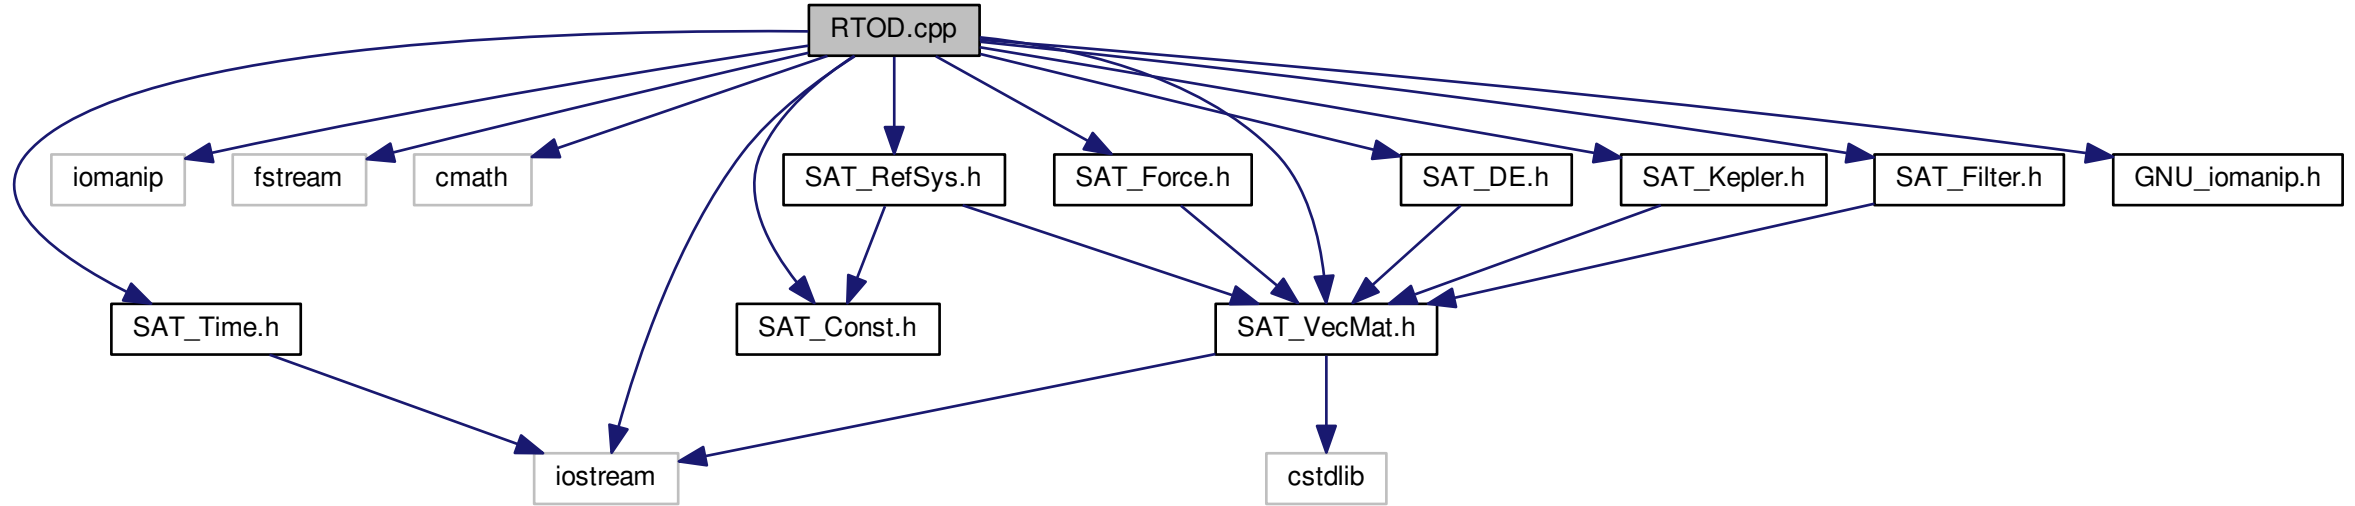 RTOD.cpp
iomanip
fstream
cmath
SAT_RefSys.h
SAT_Force.h
SAT_DE.h
SAT_Kepler.h
SAT_Filter.h
GNU_iomanip.h
SAT_Time.h
SAT_Const.h
SAT_VecMat.h
iostream
cstdlib